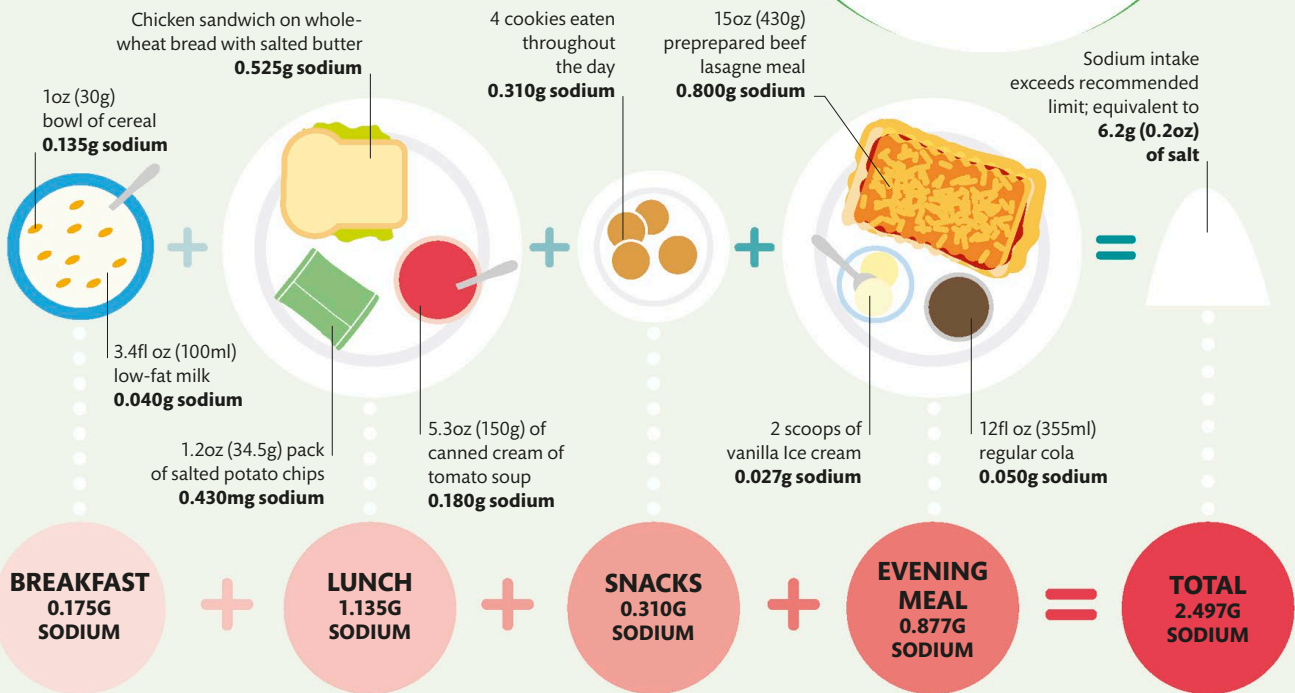 Chicken sandwich on whole-
wheat bread with salted butter
0.525g sodium
4 cookies eaten
throughout
the day
0.310g sodium
15oz (430g)
preprepared beef
lasagne meal
0.800g sodium
Sodium intake
exceeds recommended
limit; equivalent to
6.2g (0.2oz)
of salt
1oz (30g)
bowl of cereal
0.135g sodium
3.4fl oz (100ml)
low-fat milk
0.040g sodium
1.2oz (34.5g) pack
of salted potato chips
0.430mg sodium
5.3oz (150g) of
canned cream of
tomato soup
0.180g sodium
2 scoops of
vanilla Ice cream
0.027g sodium
12fl oz (355ml)
regular cola
0.050g sodium
BREAKFAST
0.175G
SODIUM
+
LUNCH
1.135G
SODIUM
+
SNACKS
0.310G
SODIUM
+
EVENING
MEAL
0.877G
SODIUM
=
TOTAL
2.497G
SODIUM